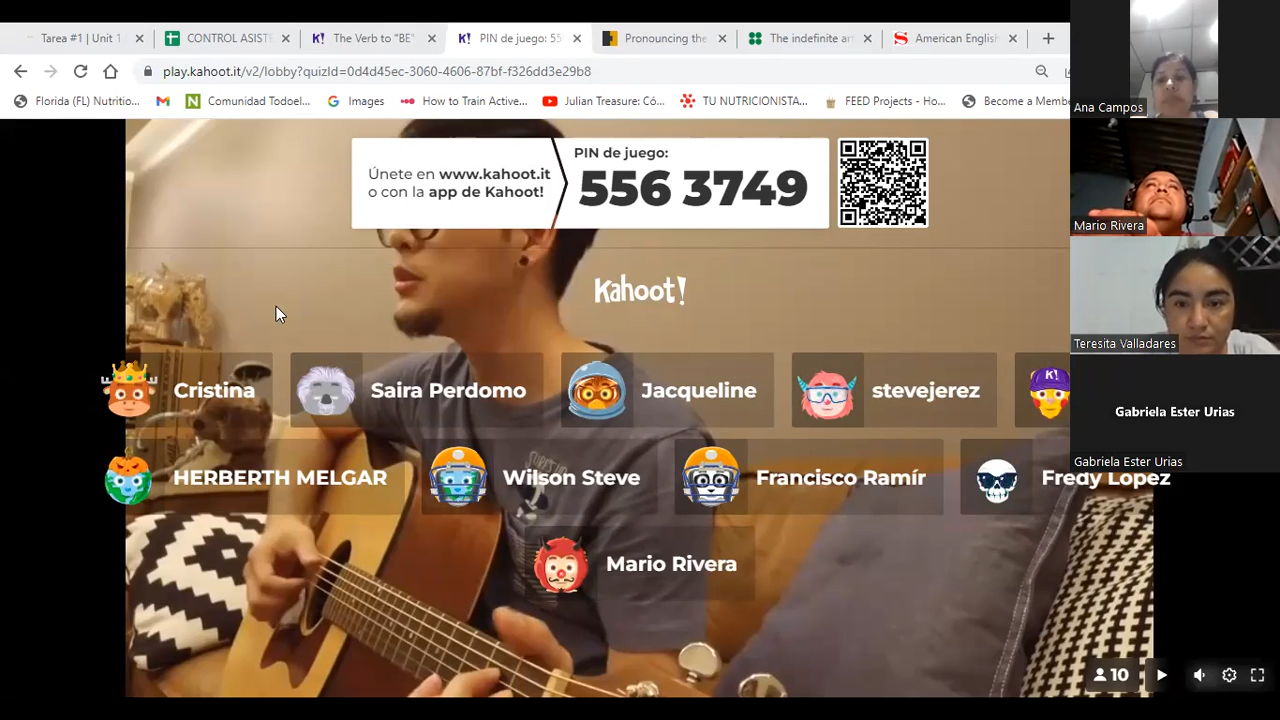 Tarea #1 | Unit 1
CONTROL ASISTE
The Verb to "BE"
PIN de juego: 55
Pronouncing the
The indefinite ar
American English
play.kahoot.it/v2/lobby?quizId=0d4d45ec-3060-4606-87bf-f326dd3e29b8
Florida (FL) Nutritio...
Comunidad Todoel...
Images
How to Train Active...
Julian Treasure: Có...
TU NUTRICIONISTA...
FEED Projects - Ho...
Become a Membe
Únete en www.kahoot.it
o con la app de Kahoot!
PIN de juego:
556 3749
Kahoot!
Cristina
Saira Perdomo
Jacqueline
stevejerez
HERBERTH MELGAR
Wilson Steve
Francisco Ramír
Fredy Lopez
Mario Rivera
10
Ana Campos
Mario Rivera
Teresita Valladares
Gabriela Ester Urias
Gabriela Ester Urias